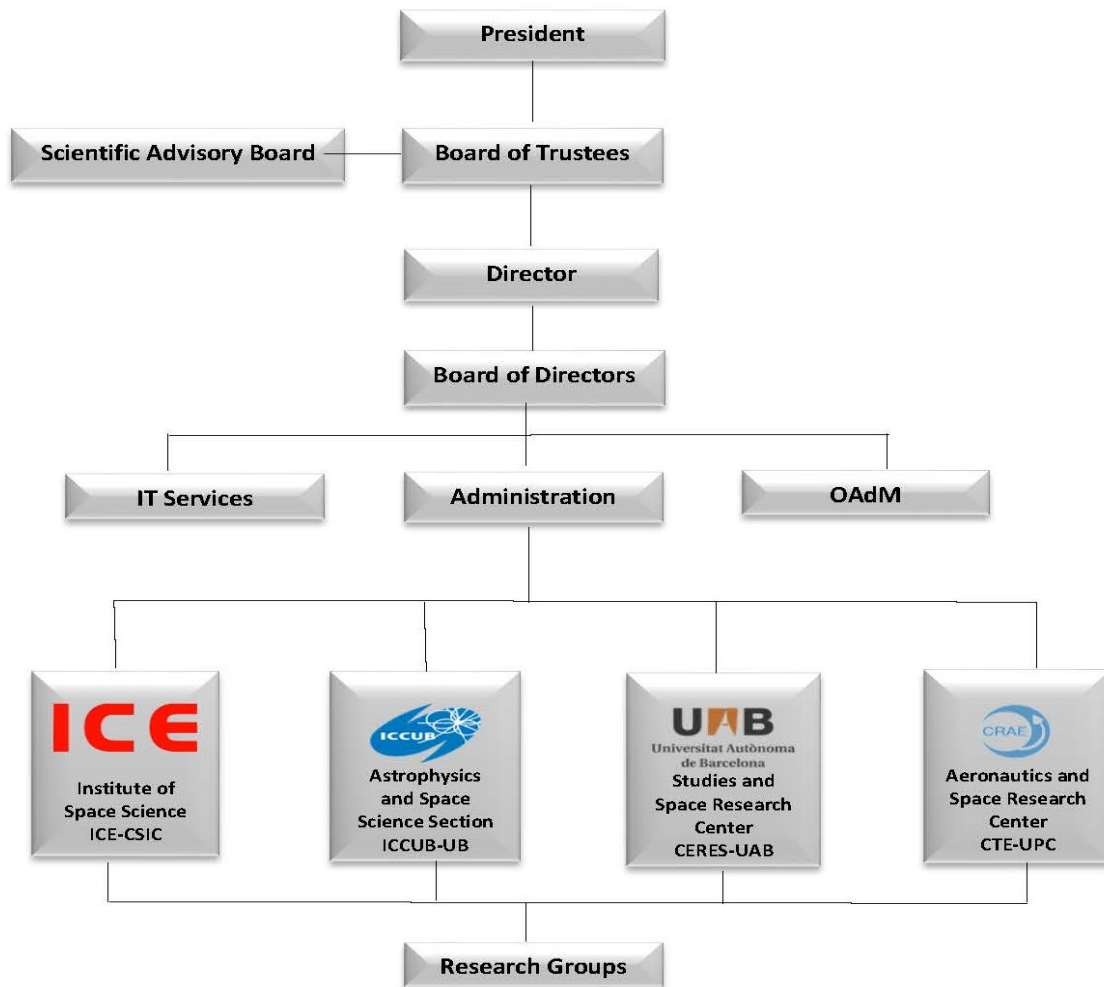 President
Scientific Advisory Board
Board of Trustees
Director
Board of Directors
IT Services
Administration
OAdM
ICE
Institute of
Space Science
ICE-CSIC
ICCUB
Astrophysics
and Space
Science Section
ICCUB-UB
UAB
Universitat Autònoma
de Barcelona
Studies and
Space Research
Center
CERES-UAB
CRAE
Aeronautics and
Space Research
Center
CTE-UPC
Research Groups